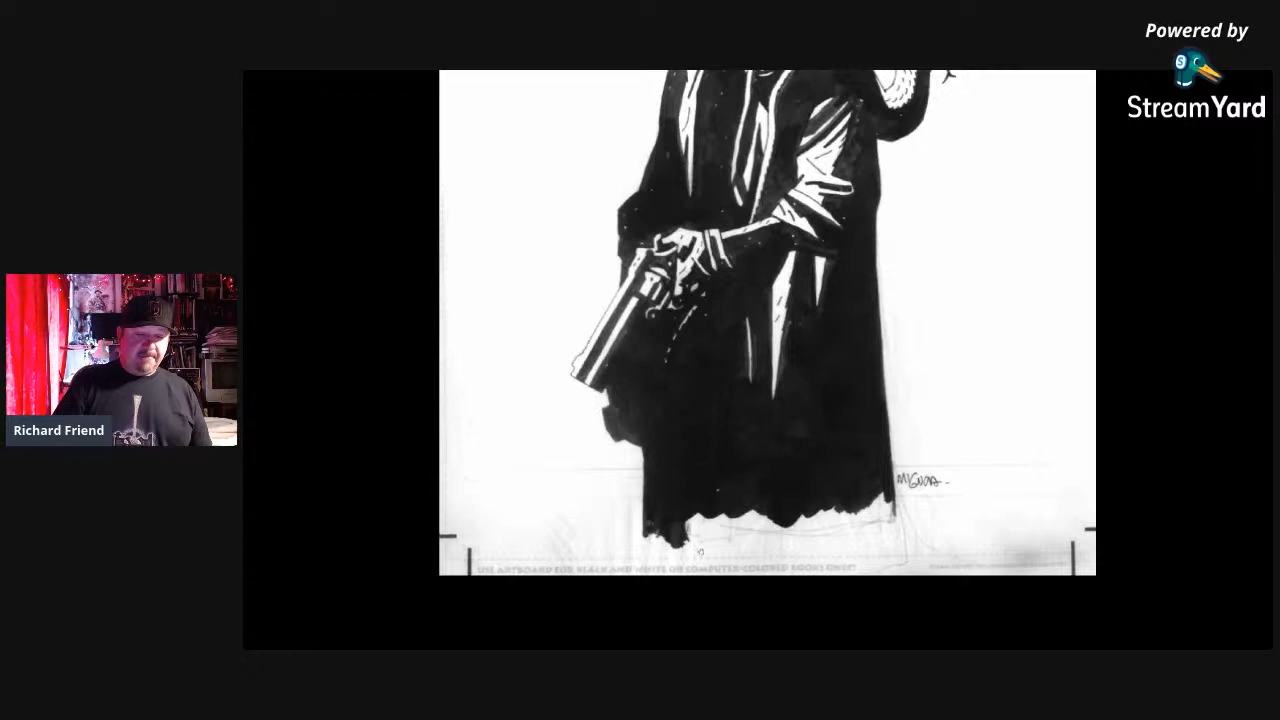 Powered by
StreamYard
Richard Friend
MIGNOLA-
USE ARTBOARD FOR BLACK AND WHITE OR COMPUTER-COLORED BOOKS ONLY!